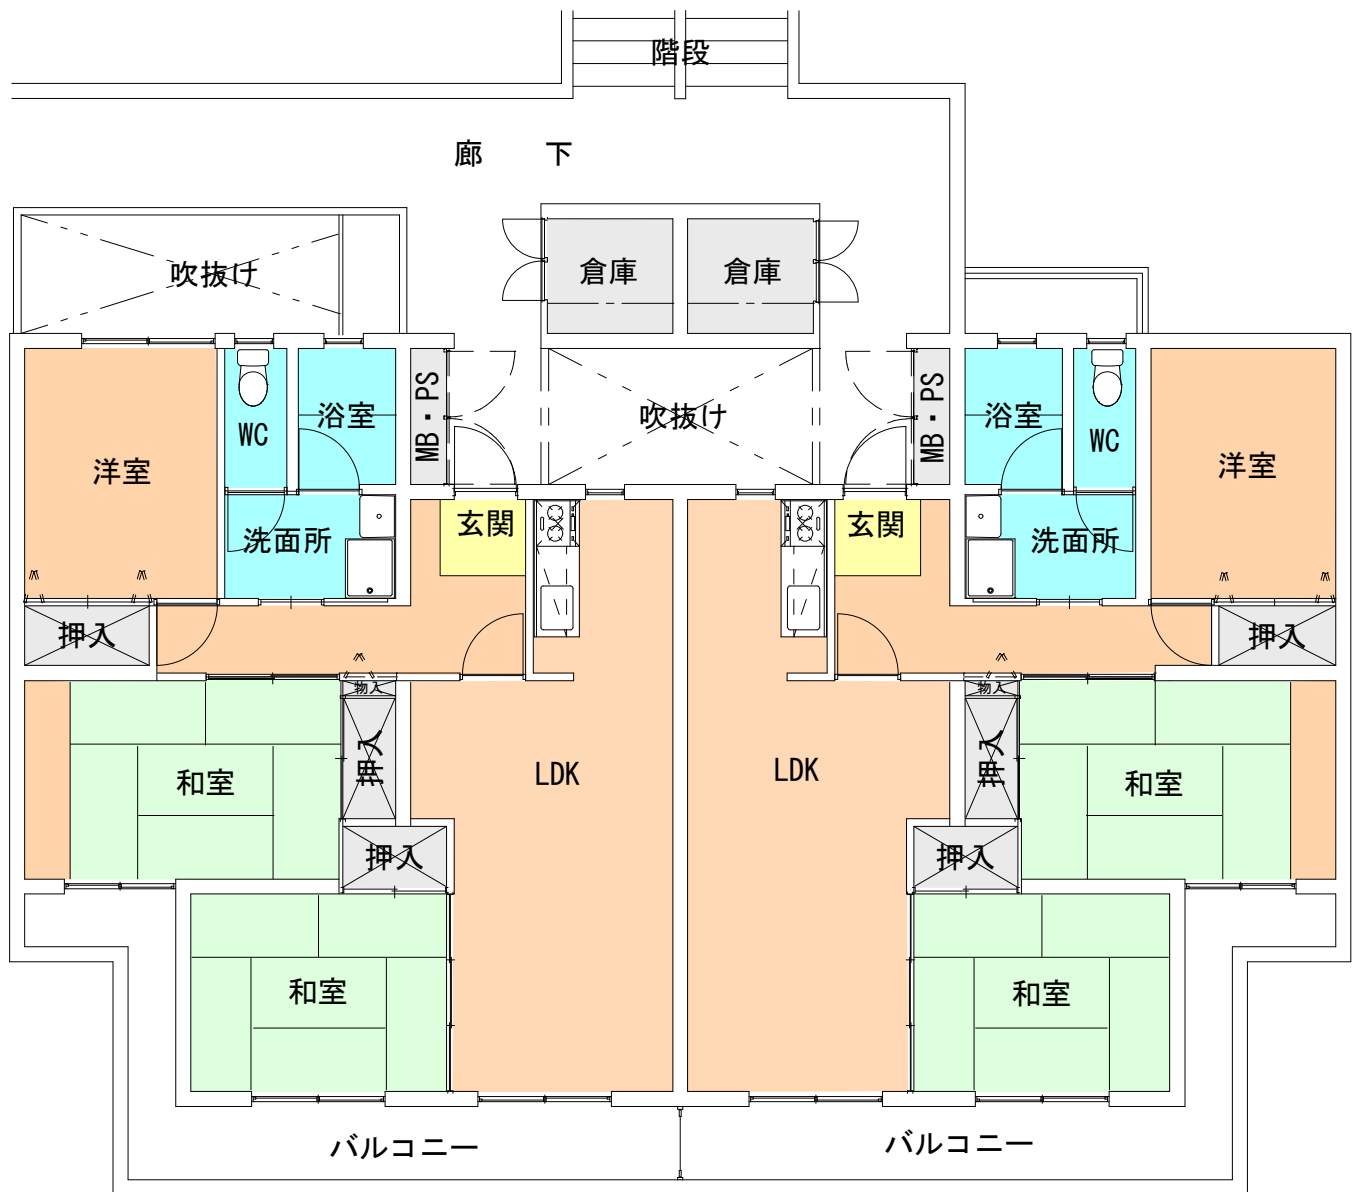 階段
廊　下
吹抜け
倉庫
倉庫
洋室
WC
浴室
MB・PS
吹抜け
MB・PS
浴室
WC
洋室
洗面所
玄関
玄関
洗面所
押入
押入
物入
物入
押入
押入
和室
LDK
LDK
和室
押入
押入
和室
和室
バルコニー
バルコニー